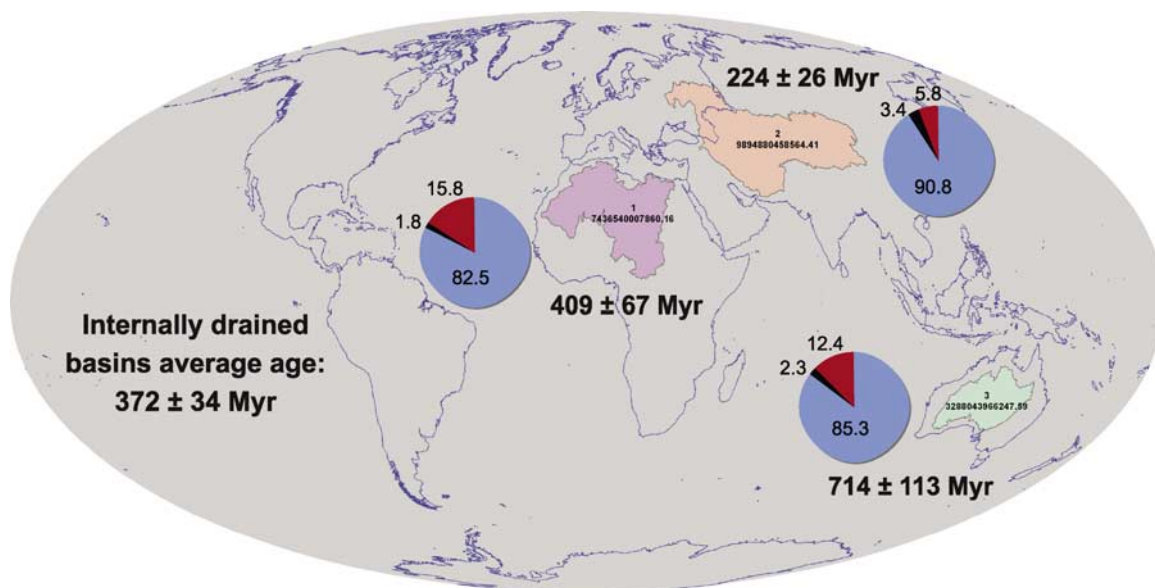 224 ± 26 Myr
5.8
3.4
90.8
2
9894880458564.41
15.8
1.8
82.5
1
7436540007860.16
409 ± 67 Myr
Internally drained
basins average age:
372 ± 34 Myr
12.4
2.3
85.3
3
3288043966247.59
714 ± 113 Myr